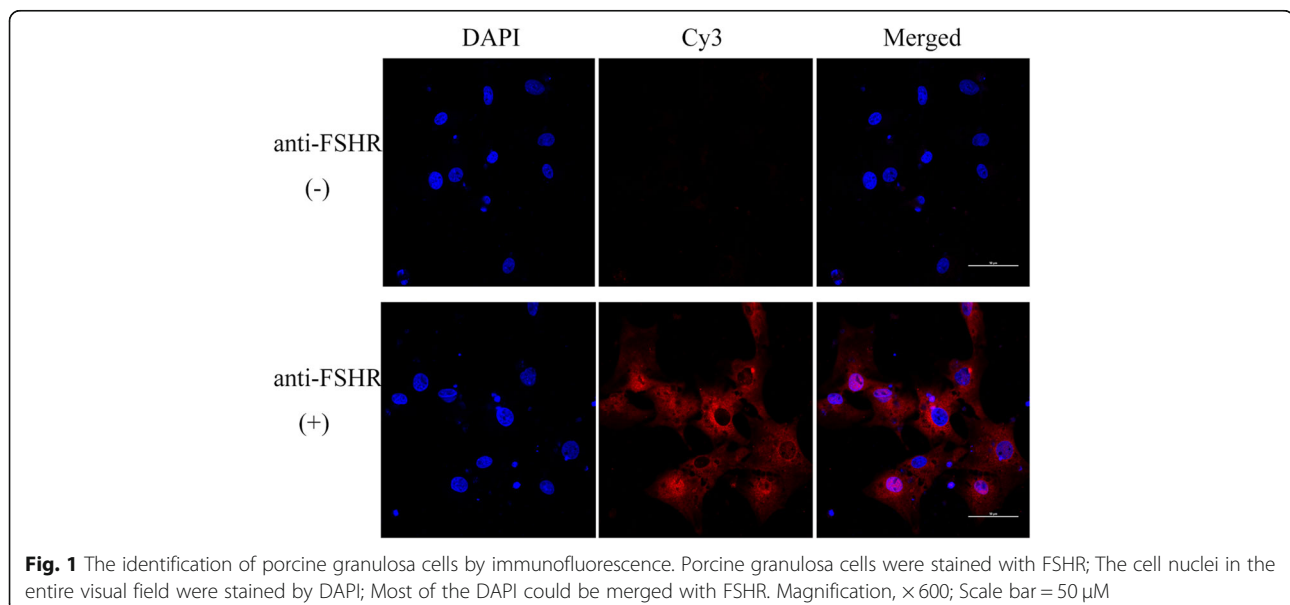 DAPI Cy3 Merged
anti-FSHR
(-)
anti-FSHR
(+)
Fig. 1 The identification of porcine granulosa cells by immunofluorescence. Porcine granulosa cells were stained with FSHR; The cell nuclei in the
entire visual field were stained by DAPI; Most of the DAPI could be merged with FSHR. Magnification, × 600; Scale bar = 50 μM